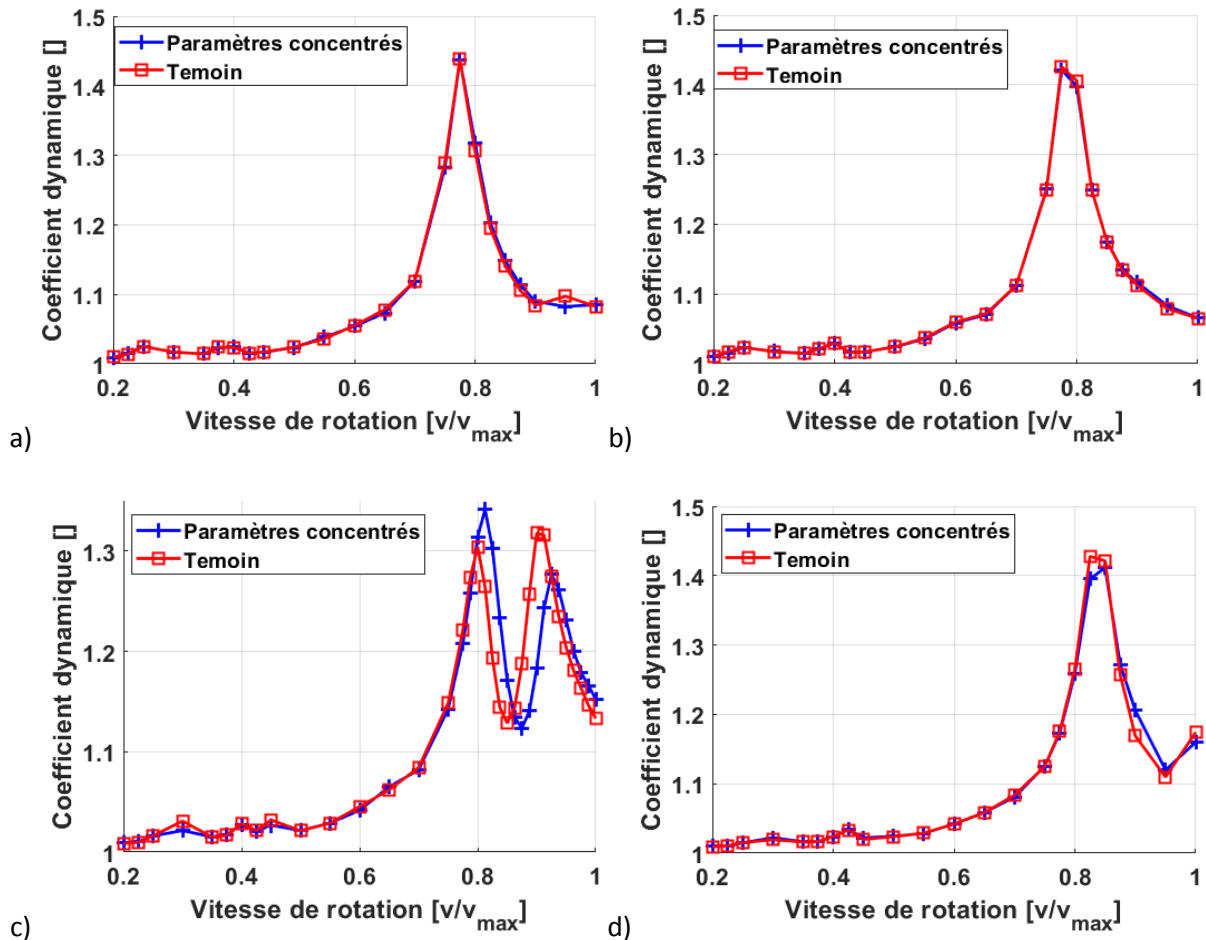 1.5
1.4
1.3
1.2
1.1
1
Coefficient dynamique []
Paramètres concentrés
Temoin
0.2
0.4
0.6
0.8
1
Vitesse de rotation [v/vmax]
a)
1.5
1.4
1.3
1.2
1.1
1
Coefficient dynamique []
Paramètres concentrés
Temoin
0.2
0.4
0.6
0.8
1
Vitesse de rotation [v/vmax]
b)
1.3
1.2
1.1
1
Coefficient dynamique []
Paramètres concentrés
Temoin
0.2
0.4
0.6
0.8
1
Vitesse de rotation [v/vmax]
c)
1.5
1.4
1.3
1.2
1.1
1
Coefficient dynamique []
Paramètres concentrés
Temoin
0.2
0.4
0.6
0.8
1
Vitesse de rotation [v/vmax]
d)